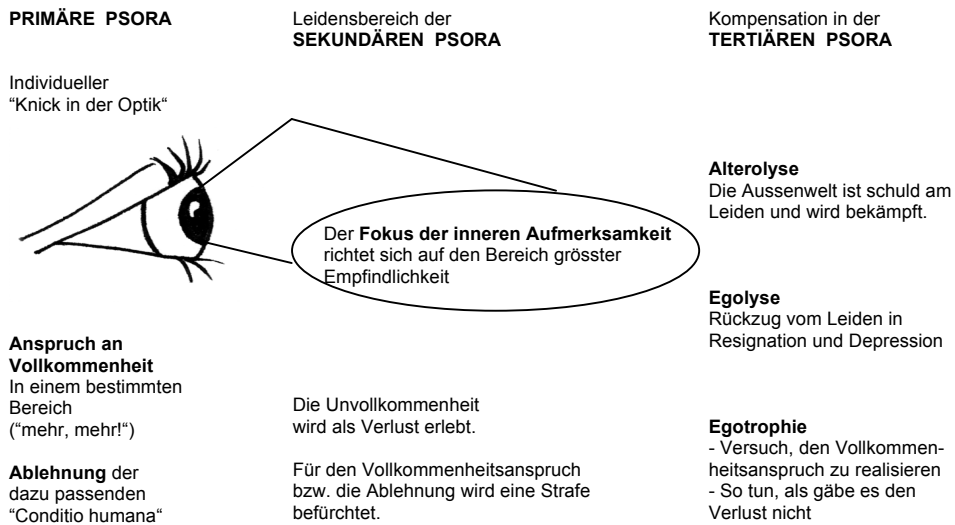 PRIMÄRE PSORA
Individueller
“Knick in der Optik“
Anspruch an
Vollkommenheit
In einem bestimmten
Bereich
(“mehr, mehr!“)
Ablehnung der
dazu passenden
“Conditio humana“
Leidensbereich der
SEKUNDÄREN PSORA
Der Fokus der inneren Aufmerksamkeit
richtet sich auf den Bereich grösster
Empfindlichkeit
Die Unvollkommenheit
wird als Verlust erlebt.
Für den Vollkommenheitsanspruch
bzw. die Ablehnung wird eine Strafe
befürchtet.
Kompensation in der
TERTIÄREN PSORA
Alterolyse
Die Aussenwelt ist schuld am
Leiden und wird bekämpft.
Egolyse
Rückzug vom Leiden in
Resignation und Depression
Egotrophie
- Versuch, den Vollkommen-
heitsanspruch zu realisieren
- So tun, als gäbe es den
Verlust nicht